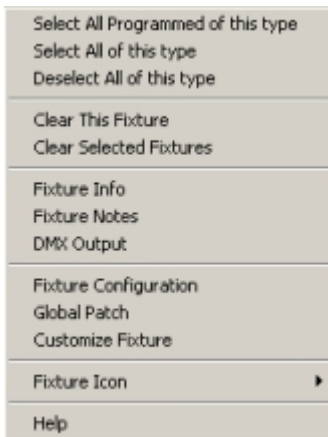 Select All Programmed of this type
Select All of this type
Deselect All of this type
Clear This Fixture
Clear Selected Fixtures
Fixture Info
Fixture Notes
DMX Output
Fixture Configuration
Global Patch
Customize Fixture
Fixture Icon
Help